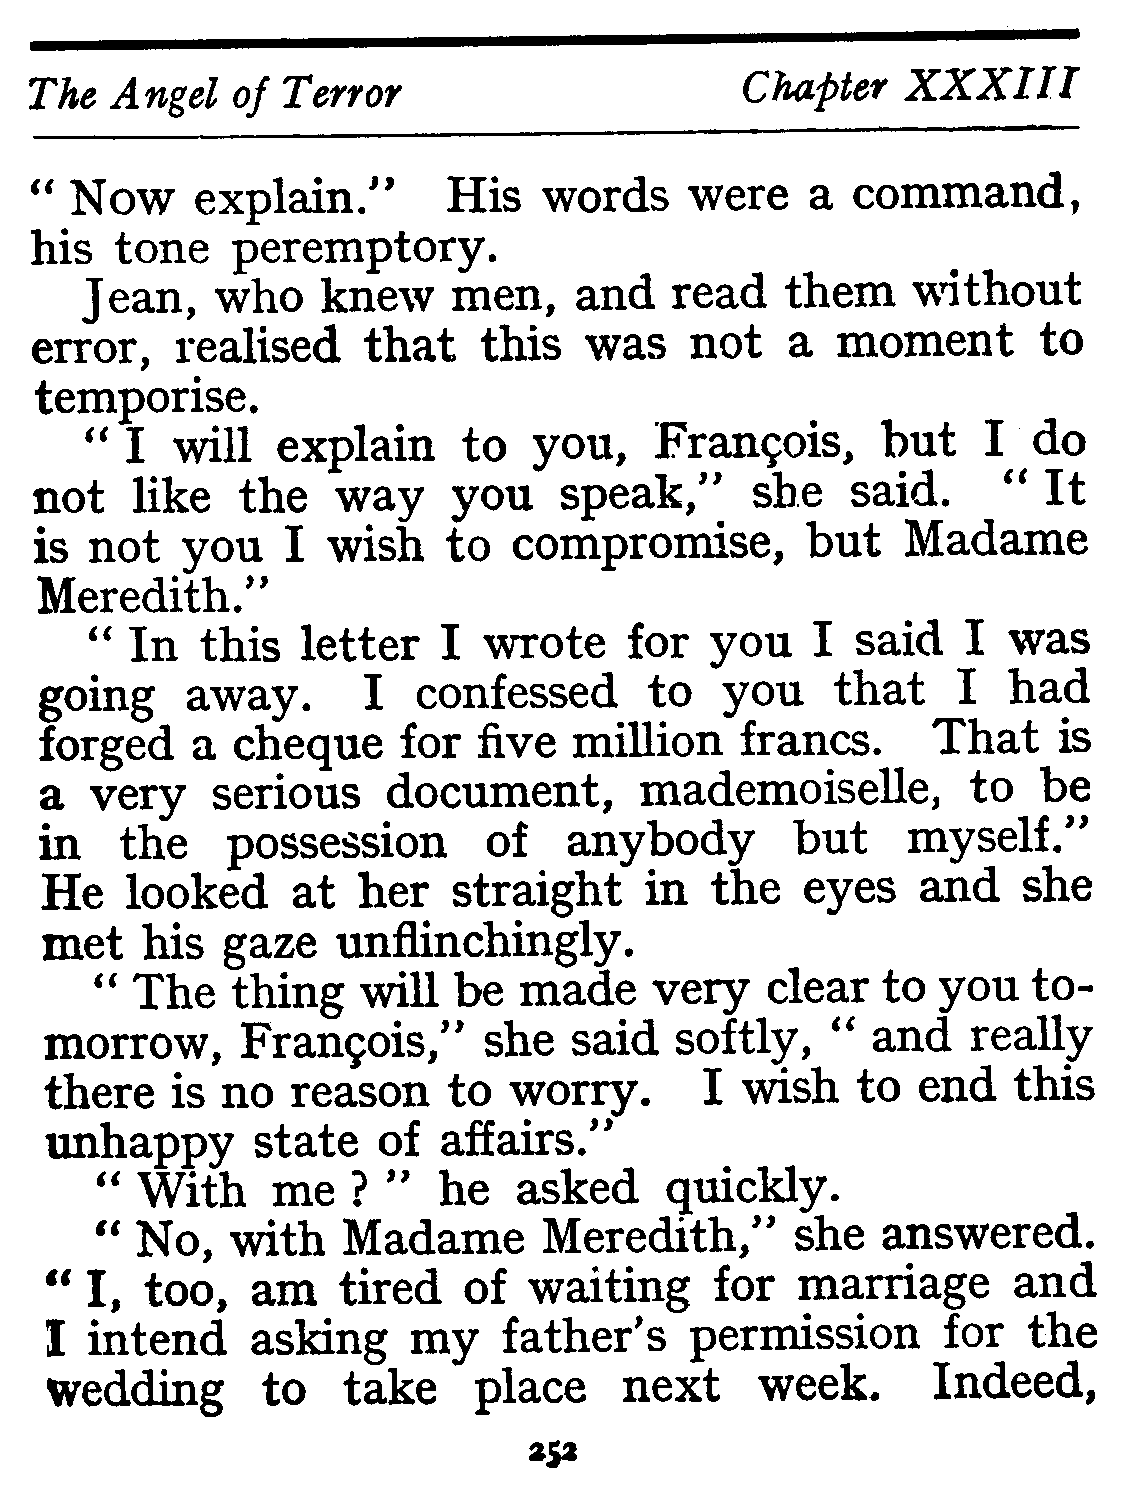 The Angel of Terror Chapter XXXIII
“ Now explain.” His words were a command,
his tone peremptory.
Jean, who knew men, and read them without
error, realised that this was not a moment to
temporise.
“ I will explain to you, François, but I do
not like the way you speak,” she said. “ It
is not you I wish to compromise, but Madame
Meredith.”
“ In this letter I wrote for you I said I was
going away. I confessed to you that I had
forged a cheque for five million francs. That is
a very serious document, mademoiselle, to be
in the possession of anybody but myself.”
He looked at her straight in the eyes and she
met his gaze unflinchingly.
“ The thing will be made very clear to you to-
morrow, François,” she said softly, “ and really
there is no reason to worry. I wish to end this
unhappy state of affairs.”
“ With me ? ” he asked quickly.
“ No, with Madame Meredith,” she answered.
“ I, too, am tired of waiting for marriage and
I intend asking my father’s permission for the
wedding to take place next week. Indeed,
252